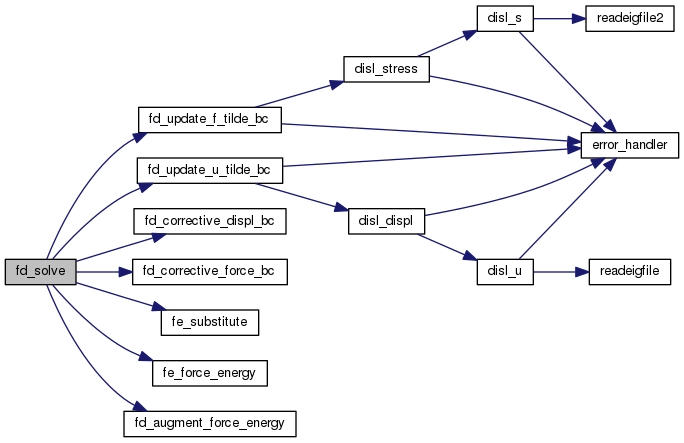 disl_s
readeigfile2
disl_stress
fd_update_f_tilde_bc
error_handler
fd_update_u_tilde_bc
disl_displ
fd_corrective_displ_bc
fd_solve
fd_corrective_force_bc
disl_u
readeigfile
fe_substitute
fe_force_energy
fd_augment_force_energy